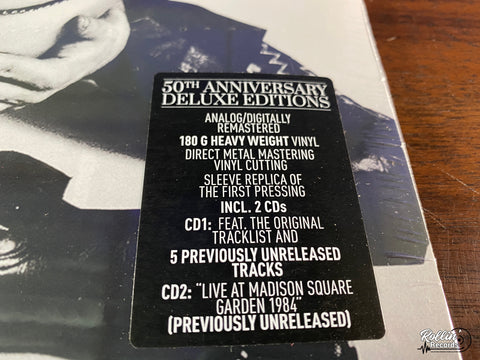 50TH ANNIVERSARY
DELUXE EDITIONS
ANALOG/DIGITALLY
REMASTERED
180 G HEAVY WEIGHT VINYL
DIRECT METAL MASTERING
VINYL CUTTING
SLEEVE REPLICA OF
THE FIRST PRESSING
INCL. 2 CDs
CD1: FEAT. THE ORIGINAL
TRACKLIST AND
5 PREVIOUSLY UNRELEASED
TRACKS
CD2: "LIVE AT MADISON SQUARE
GARDEN 1984"
(PREVIOUSLY UNRELEASED)
Rollin'
Records